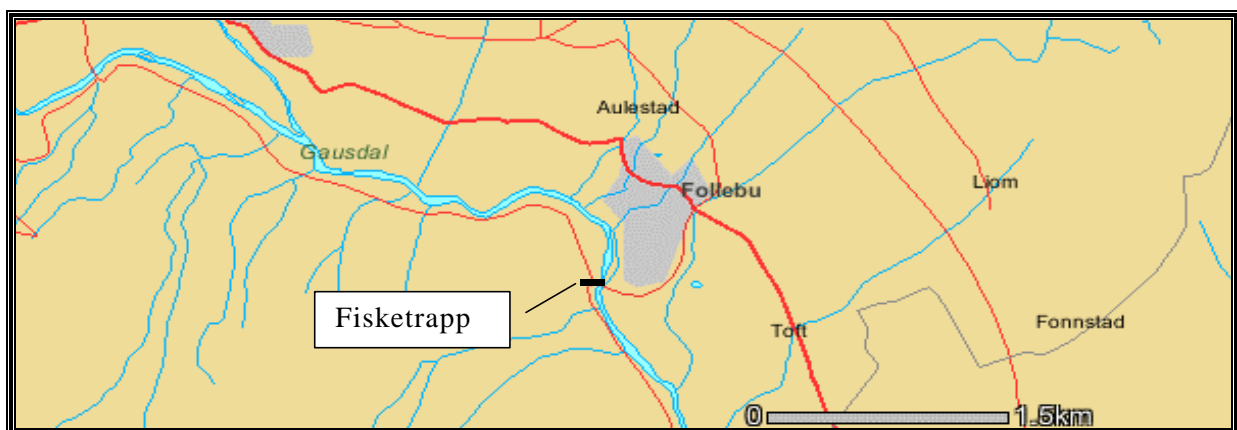 Aulestad
Gausdal
Follebu
Liom
Fisketrapp
Toft
Fonnstad
0 1.5km